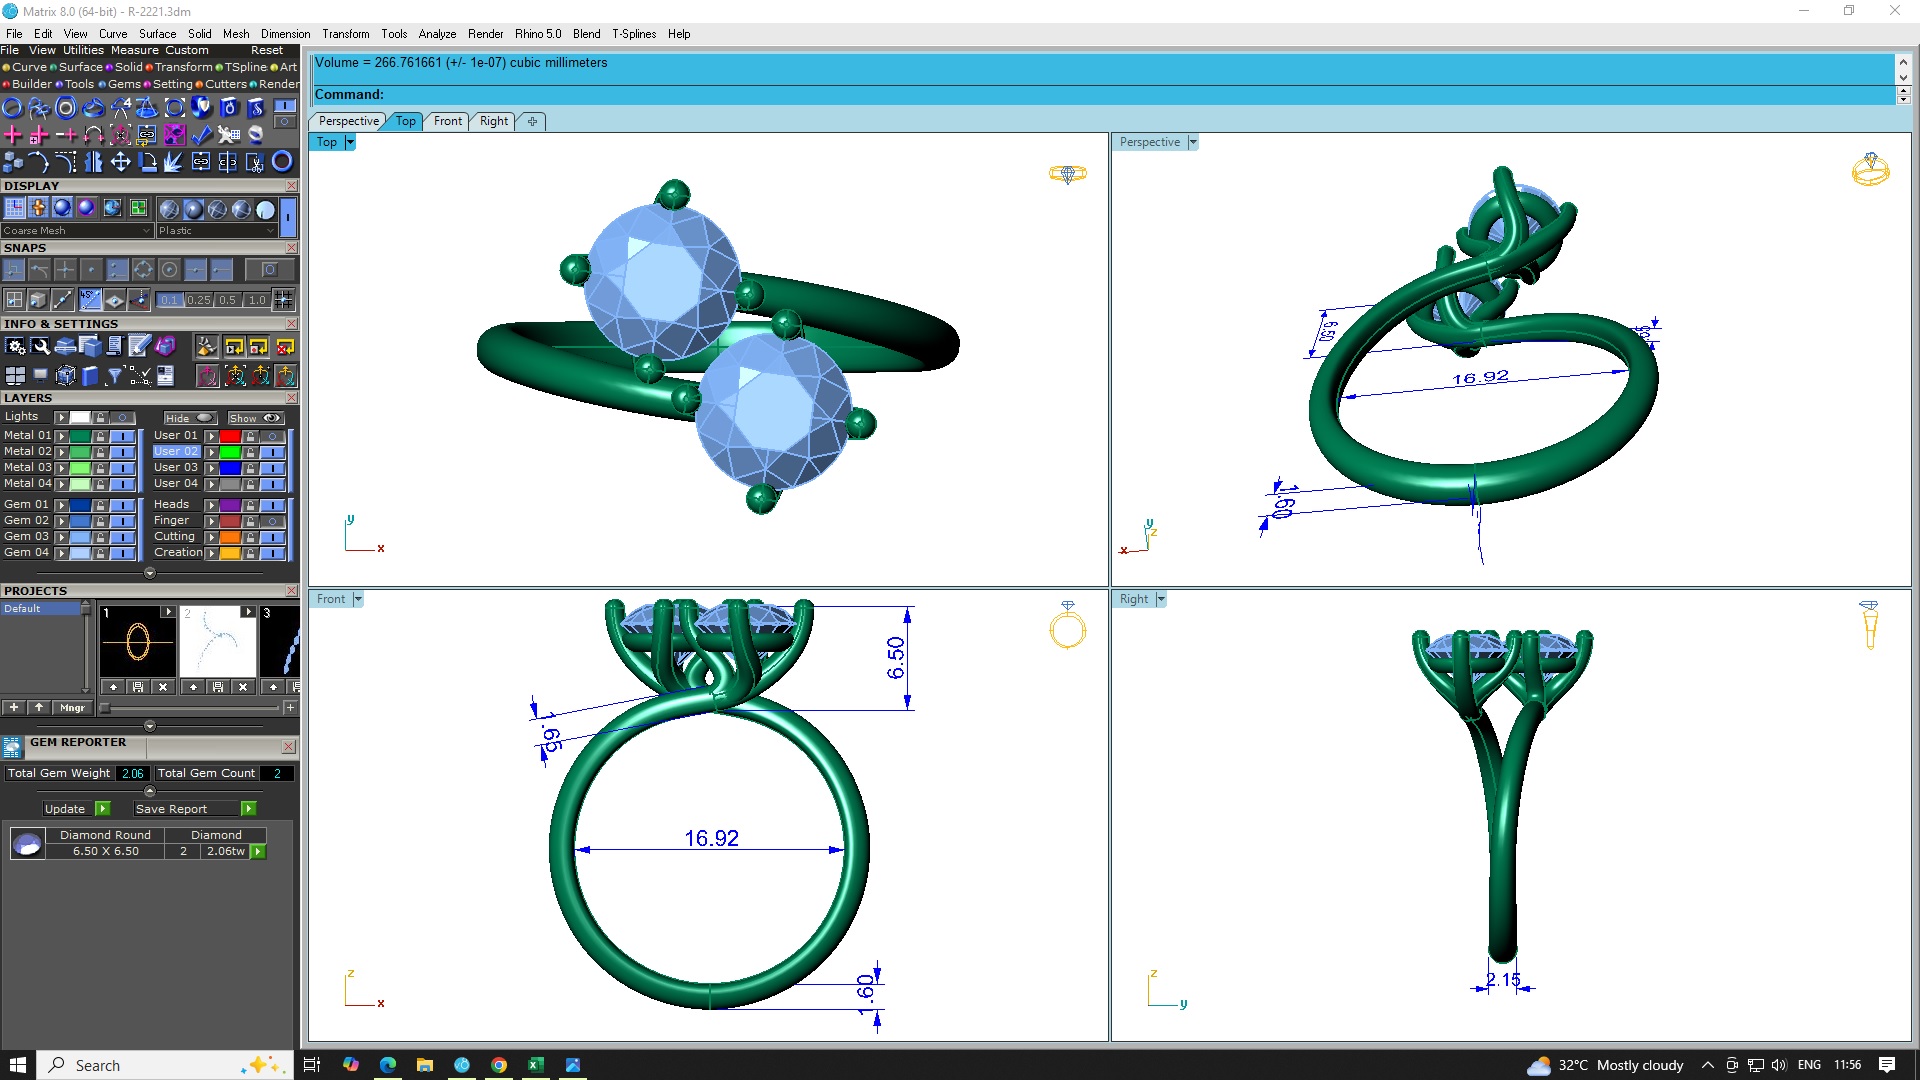 Matrix 8.0 (64-bit) - R-2221.3dm
File Edit View Curve Surface Solid Mesh Dimension Transform Tools Analyze Render Rhino 5.0 Blend T-Splines Help
File View Utilities Measure Custom Reset
Curve Surface Solid Transform TSpline Art
Builder Tools Gems Setting Cutters Render
Volume = 266.761661 (+/- 1e-07) cubic millimeters
Command:
Perspective Top Front Right
DISPLAY
Coarse Mesh Plastic
SNAPS
45°
0.1 0.25 0.5 1.0
INFO & SETTINGS
LAYERS
Lights Hide Show
Metal 01 User 01
Metal 02 User 02
Metal 03 User 03
Metal 04 User 04
Gem 01 Heads
Gem 02 Finger
Gem 03 Cutting
Gem 04 Creation
PROJECTS
Default 1 2 3
Mngr
GEM REPORTER
Total Gem Weight 2.06 Total Gem Count 2
Update Save Report
Diamond Round Diamond
6.50 X 6.50 2 2.06tw
Top
y
x
Perspective
6.50
16.92
1.60
y
z
x
Front
6.50
1.95
16.92
1.60
z
x
Right
2.15
z
y
Search
32°C Mostly cloudy ENG 11:56